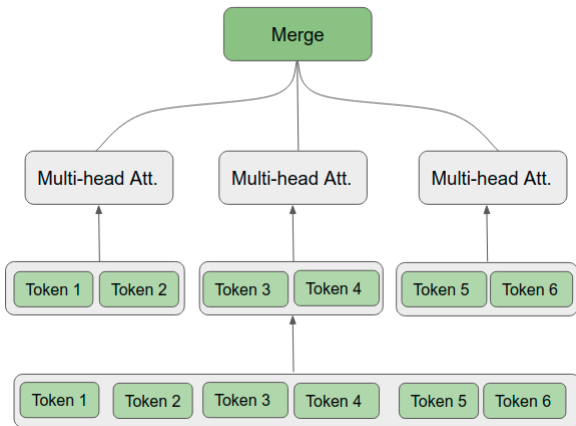 Merge
Multi-head Att. Multi-head Att. Multi-head Att.
Token 1 Token 2 Token 3 Token 4 Token 5 Token 6
Token 1 Token 2 Token 3 Token 4 Token 5 Token 6